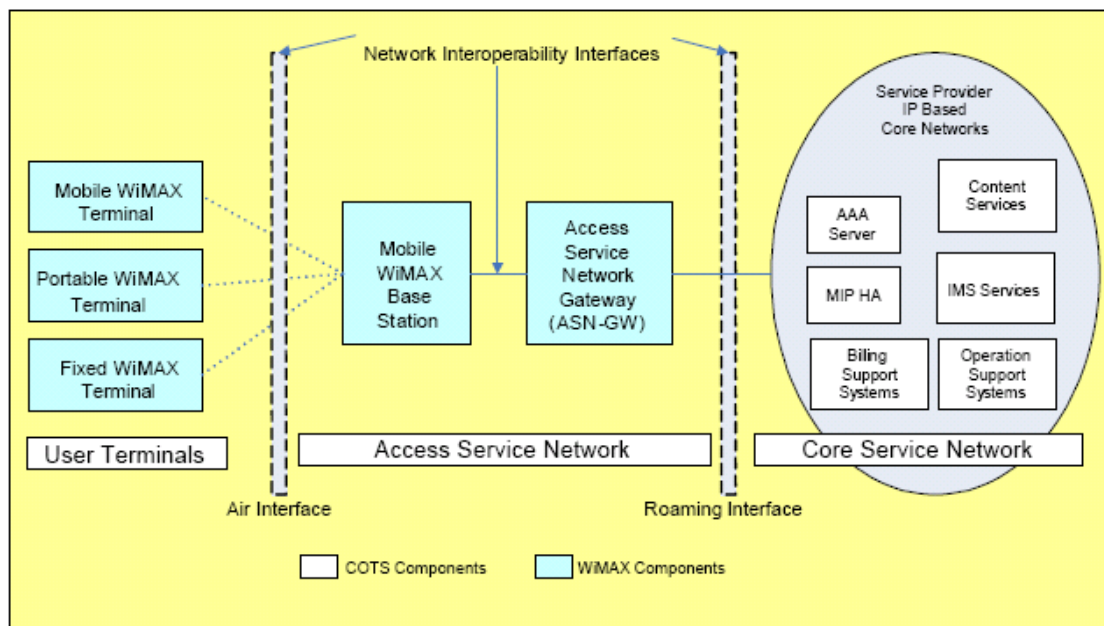 Network Interoperability Interfaces
Service Provider
IP Based
Core Networks
Mobile WiMAX
Terminal
Portable WiMAX
Terminal
Fixed WiMAX
Terminal
Mobile
WiMAX
Base
Station
Access
Service
Network
Gateway
(ASN-GW)
AAA
Server
Content
Services
MIP HA
IMS Services
Billing
Support
Systems
Operation
Support
Systems
User Terminals
Access Service Network
Core Service Network
Air Interface
Roaming Interface
COTS Components
WiMAX Components